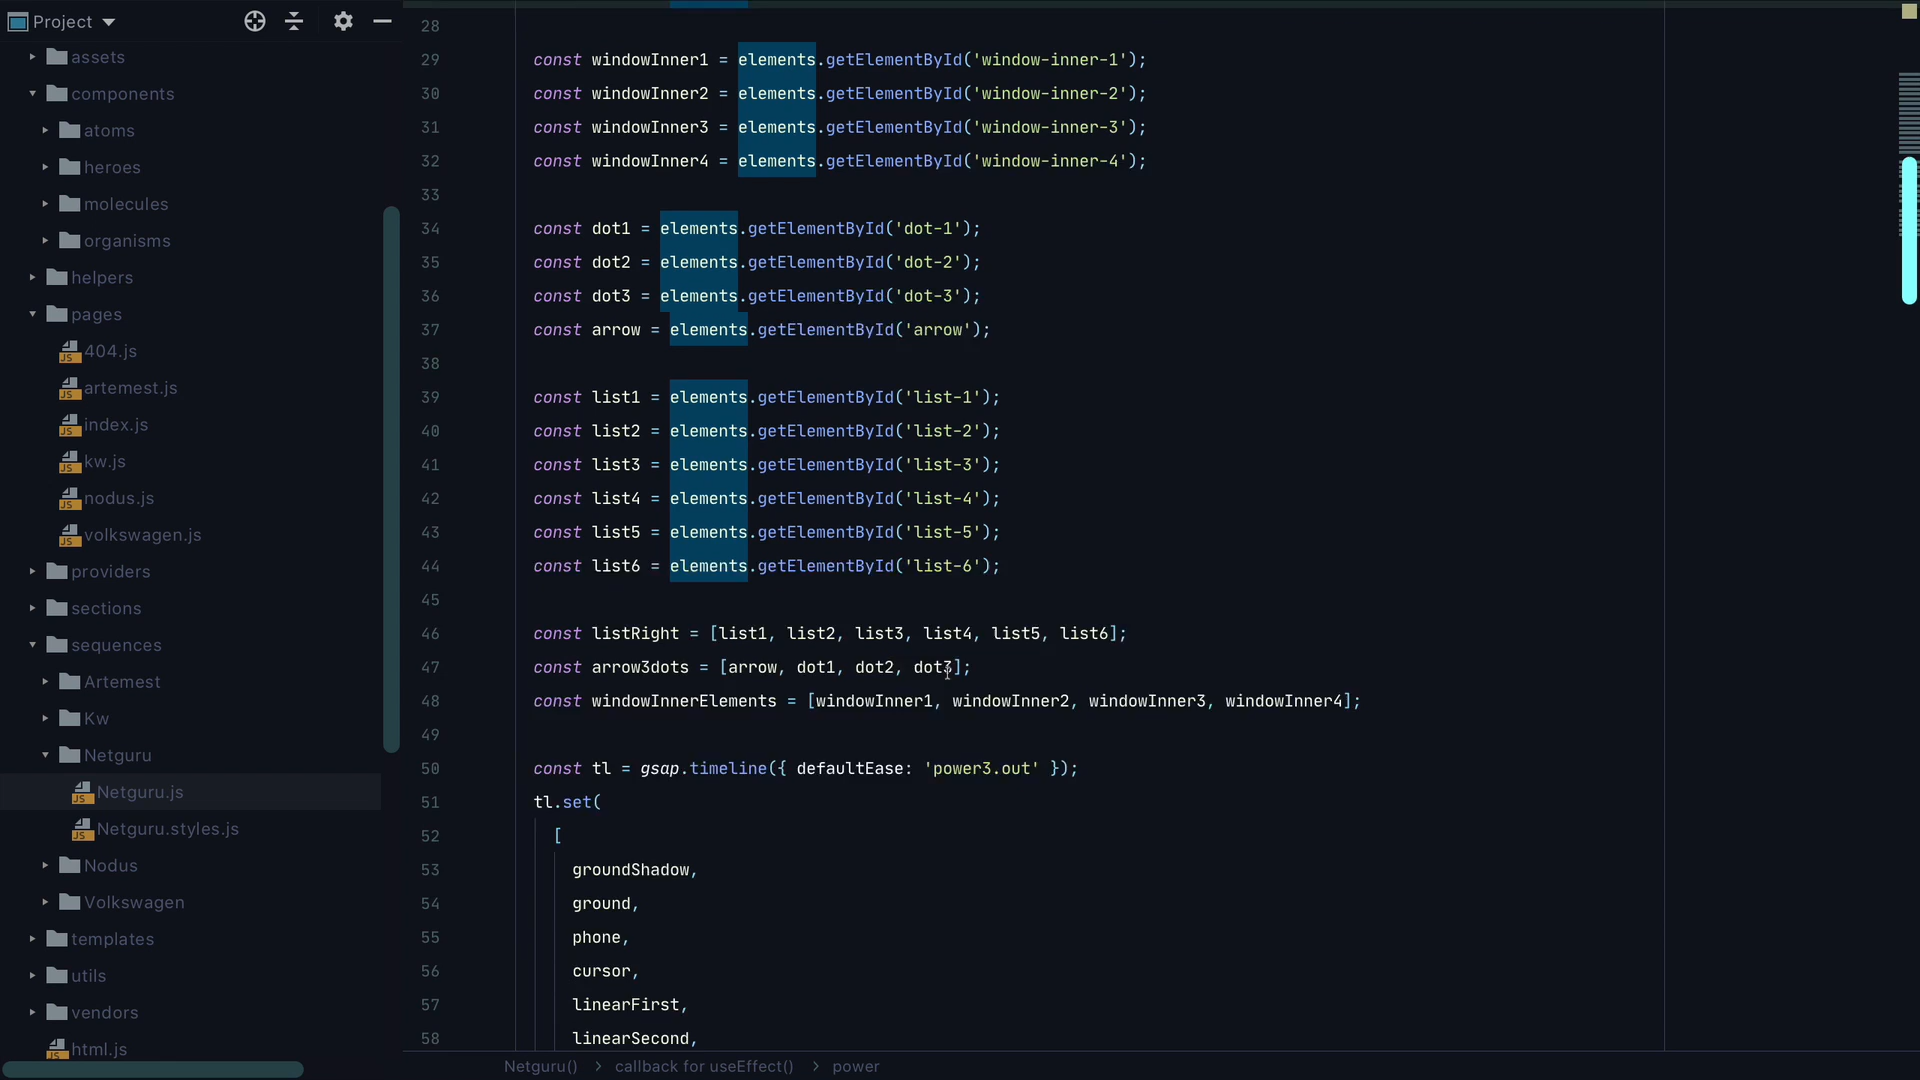 Project
assets
components
atoms
heroes
molecules
organisms
helpers
pages
404.js
artemest.js
index.js
kw.js
nodus.js
volkswagen.js
providers
sections
sequences
Artemest
Kw
Netguru
Netguru.js
Netguru.styles.js
Nodus
Volkswagen
templates
utils
vendors
html.js
28
29 const windowInner1 = elements.getElementById('window-inner-1');
30 const windowInner2 = elements.getElementById('window-inner-2');
31 const windowInner3 = elements.getElementById('window-inner-3');
32 const windowInner4 = elements.getElementById('window-inner-4');
33
34 const dot1 = elements.getElementById('dot-1');
35 const dot2 = elements.getElementById('dot-2');
36 const dot3 = elements.getElementById('dot-3');
37 const arrow = elements.getElementById('arrow');
38
39 const list1 = elements.getElementById('list-1');
40 const list2 = elements.getElementById('list-2');
41 const list3 = elements.getElementById('list-3');
42 const list4 = elements.getElementById('list-4');
43 const list5 = elements.getElementById('list-5');
44 const list6 = elements.getElementById('list-6');
45
46 const listRight = [list1, list2, list3, list4, list5, list6];
47 const arrow3dots = [arrow, dot1, dot2, dot3];
48 const windowInnerElements = [windowInner1, windowInner2, windowInner3, windowInner4];
49
50 const tl = gsap.timeline({ defaultEase: 'power3.out' });
51 tl.set(
52 [
53 groundShadow,
54 ground,
55 phone,
56 cursor,
57 linearFirst,
58 linearSecond,
Netguru() > callback for useEffect() > power